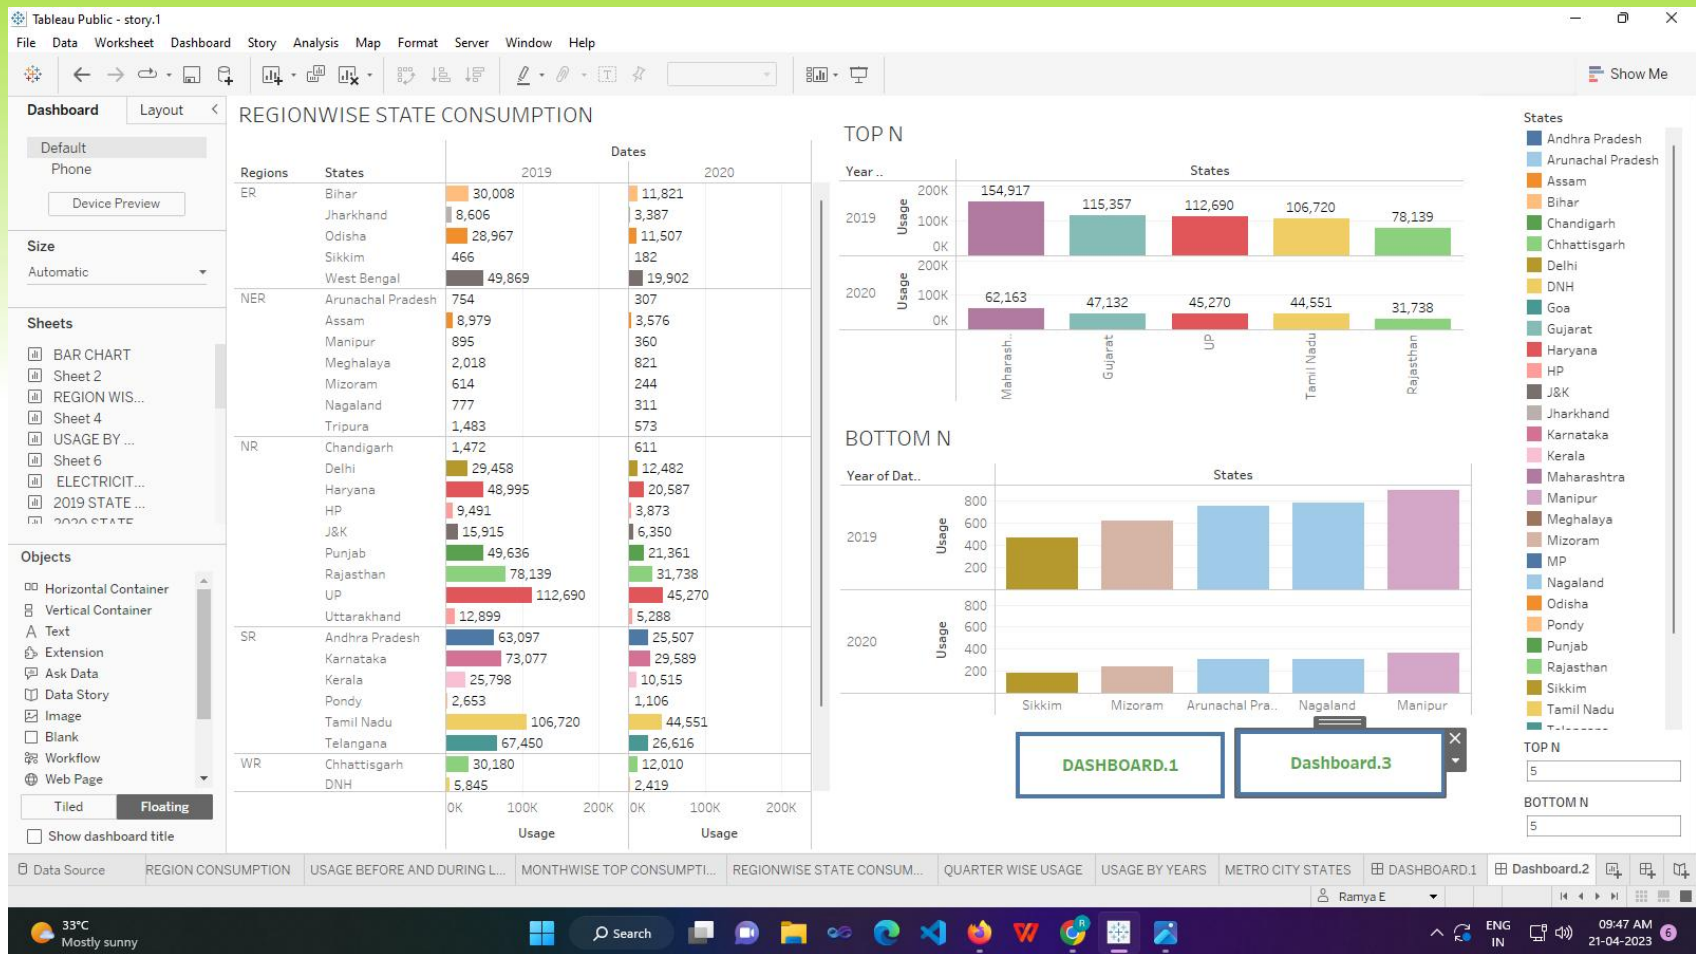 Tableau Public - story.1
File Data Worksheet Dashboard Story Analysis Map Format Server Window Help
Show Me
Dashboard Layout
Default
Phone
Device Preview
Size
Automatic
Sheets
BAR CHART
Sheet 2
REGION WIS...
Sheet 4
USAGE BY ...
Sheet 6
ELECTRICIT...
2019 STATE ...
2020 STATE
Objects
Horizontal Container
Vertical Container
Text
Extension
Ask Data
Data Story
Image
Blank
Workflow
Web Page
Tiled Floating
Show dashboard title
REGIONWISE STATE CONSUMPTION
Dates
Regions States 2019 2020
ER Bihar 30,008 11,821
Jharkhand 8,606 3,387
Odisha 28,967 11,507
Sikkim 466 182
West Bengal 49,869 19,902
NER Arunachal Pradesh 754 307
Assam 8,979 3,576
Manipur 895 360
Meghalaya 2,018 821
Mizoram 614 244
Nagaland 777 311
Tripura 1,483 573
NR Chandigarh 1,472 611
Delhi 29,458 12,482
Haryana 48,995 20,587
HP 9,491 3,873
J&K 15,915 6,350
Punjab 49,636 21,361
Rajasthan 78,139 31,738
UP 112,690 45,270
Uttarakhand 12,899 5,288
SR Andhra Pradesh 63,097 25,507
Karnataka 73,077 29,589
Kerala 25,798 10,515
Pondy 2,653 1,106
Tamil Nadu 106,720 44,551
Telangana 67,450 26,616
WR Chhattisgarh 30,180 12,010
DNH 5,845 2,419
0K 100K 200K 0K 100K 200K
Usage Usage
TOP N
Year .. States
2019 Usage 200K 100K 0K
154,917 115,357 112,690 106,720 78,139
2020 Usage 200K 100K 0K
62,163 47,132 45,270 44,551 31,738
Maharash.. Gujarat UP Tamil Nadu Rajasthan
BOTTOM N
Year of Dat.. States
2019 Usage 800 600 400 200
2020 Usage 800 600 400 200
Sikkim Mizoram Arunachal Pra.. Nagaland Manipur
DASHBOARD.1 Dashboard.3
States
Andhra Pradesh
Arunachal Pradesh
Assam
Bihar
Chandigarh
Chhattisgarh
Delhi
DNH
Goa
Gujarat
Haryana
HP
J&K
Jharkhand
Karnataka
Kerala
Maharashtra
Manipur
Meghalaya
Mizoram
MP
Nagaland
Odisha
Pondy
Punjab
Rajasthan
Sikkim
Tamil Nadu
Telangana
TOP N
5
BOTTOM N
5
Data Source REGION CONSUMPTION USAGE BEFORE AND DURING L... MONTHWISE TOP CONSUMPTI... REGIONWISE STATE CONSUM... QUARTER WISE USAGE USAGE BY YEARS METRO CITY STATES DASHBOARD.1 Dashboard.2
Ramya E
33°C
Mostly sunny
Search
ENG
IN
09:47 AM
21-04-2023
6